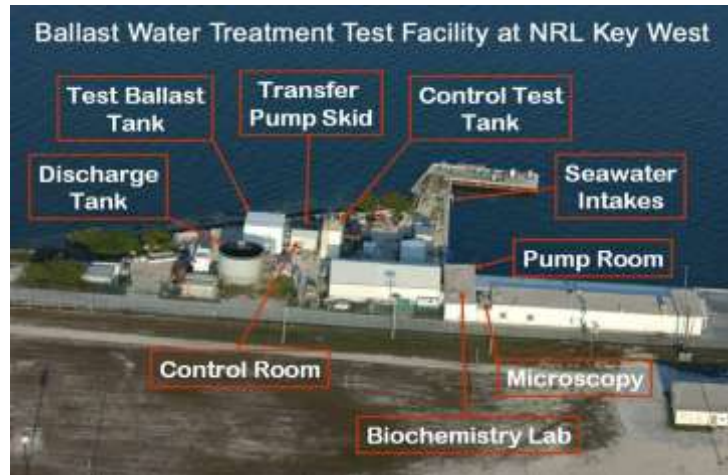 Ballast Water Treatment Test Facility at NRL Key West
Test Ballast
Tank
Transfer
Pump Skid
Control Test
Tank
Discharge
Tank
Seawater
Intakes
Pump Room
Control Room
Microscopy
Biochemistry Lab